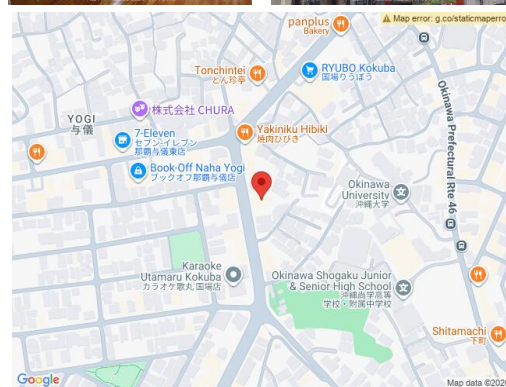 panplus
Bakery
⚠ Map error: g.co/staticmaperro
RYUBO Kokuba
国場りうぼう
Tonchintei
とん珍亭
株式会社 CHURA
YOGI
与儀
Yakiniku Hibiki
焼肉ひびき
7-Eleven
セブン-イレブン
那覇与儀東店
Book-Off Naha Yogi
ブックオフ那覇与儀店
Okinawa Prefectural Rte 46
Okinawa
University
沖縄大学
Karaoke
Utamaru Kokuba
カラオケ歌丸 国場店
Okinawa Shogaku Junior
& Senior High School
沖縄尚学高等
学校・附属中学校
Shitamachi
下町
Google
Map data ©2025